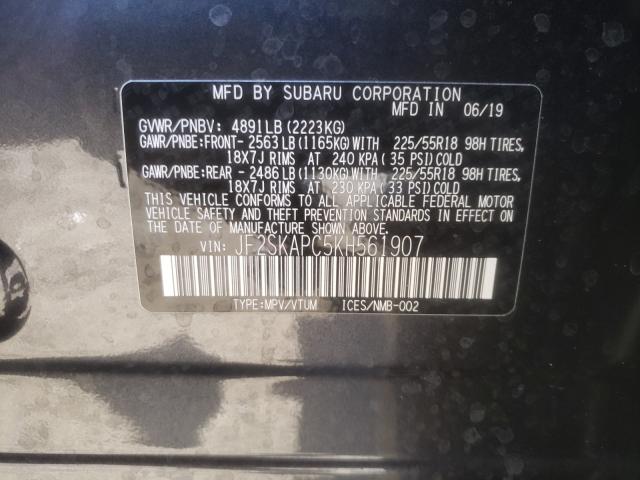 MFD BY SUBARU CORPORATION
MFD IN 06/19
GVWR/PNBV: 4891LB(2223KG)
GAWR/PNBE:FRONT- 2563LB(1165KG)WITH 225/55R18 98H TIRES,
18X7J RIMS AT 240 KPA(35 PSI)COLD
GAWR/PNBE:REAR - 2486LB(1130KG)WITH 225/55R18 98H TIRES,
18X7J RIMS AT 230 KPA(33 PSI)COLD
THIS VEHICLE CONFORMS TO ALL APPLICABLE FEDERAL MOTOR
VEHICLE SAFETY AND THEFT PREVENTION STANDARDS IN EFFECT
ON THE DATE OF MANUFACTURE SHOWN ABOVE.
VIN: JF2SKAPC5KH561907
TYPE:MPV/VTUM ICES/NMB-002